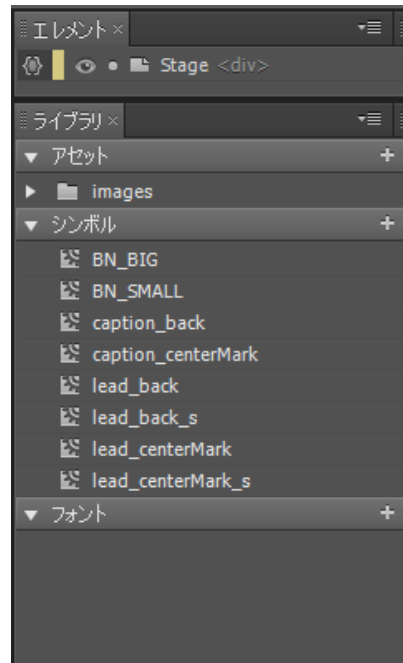 エレメント ×
Stage <div>
ライブラリ ×
アセット +
images
シンボル +
BN_BIG
BN_SMALL
caption_back
caption_centerMark
lead_back
lead_back_s
lead_centerMark
lead_centerMark_s
フォント +